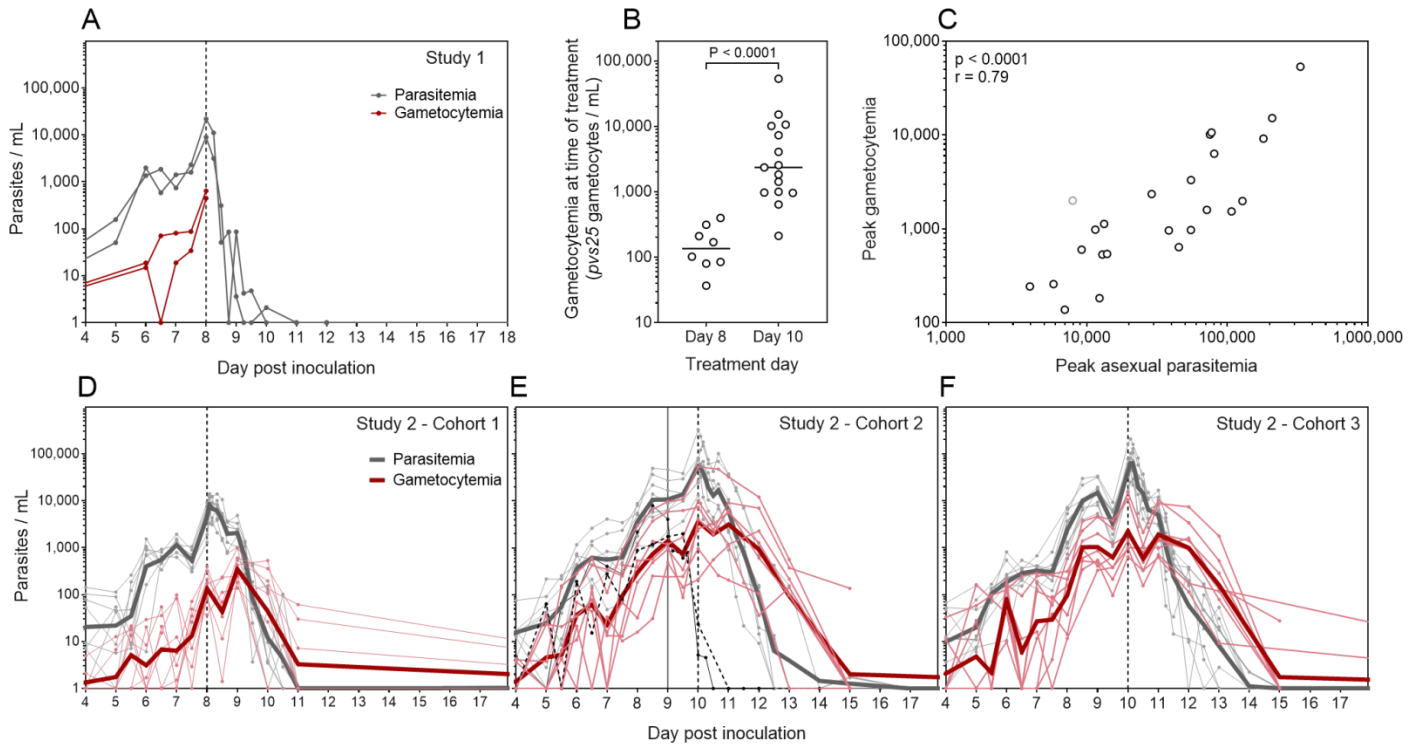 A
Study 1
Parasitemia
Gametocytemia
Parasites / mL
100,000
10,000
1,000
100
10
1
4 5 6 7 8 9 10 11 12 13 14 15 16 17 18
Day post inoculation
B
P < 0.0001
Gametocytemia at time of treatment
(pvs25 gametocytes / mL)
100,000
10,000
1,000
100
10
Day 8 Day 10
Treatment day
C
p < 0.0001
r = 0.79
Peak gametocytemia
100,000
10,000
1,000
100
1,000 10,000 100,000 1,000,000
Peak asexual parasitemia
D
Study 2 - Cohort 1
Parasitemia
Gametocytemia
Parasites / mL
100,000
10,000
1,000
100
10
1
4 5 6 7 8 9 10 11 12 13 14 15 16 17
E
Study 2 - Cohort 2
4 5 6 7 8 9 10 11 12 13 14 15 16 17
F
Study 2 - Cohort 3
4 5 6 7 8 9 10 11 12 13 14 15 16 17
Day post inoculation